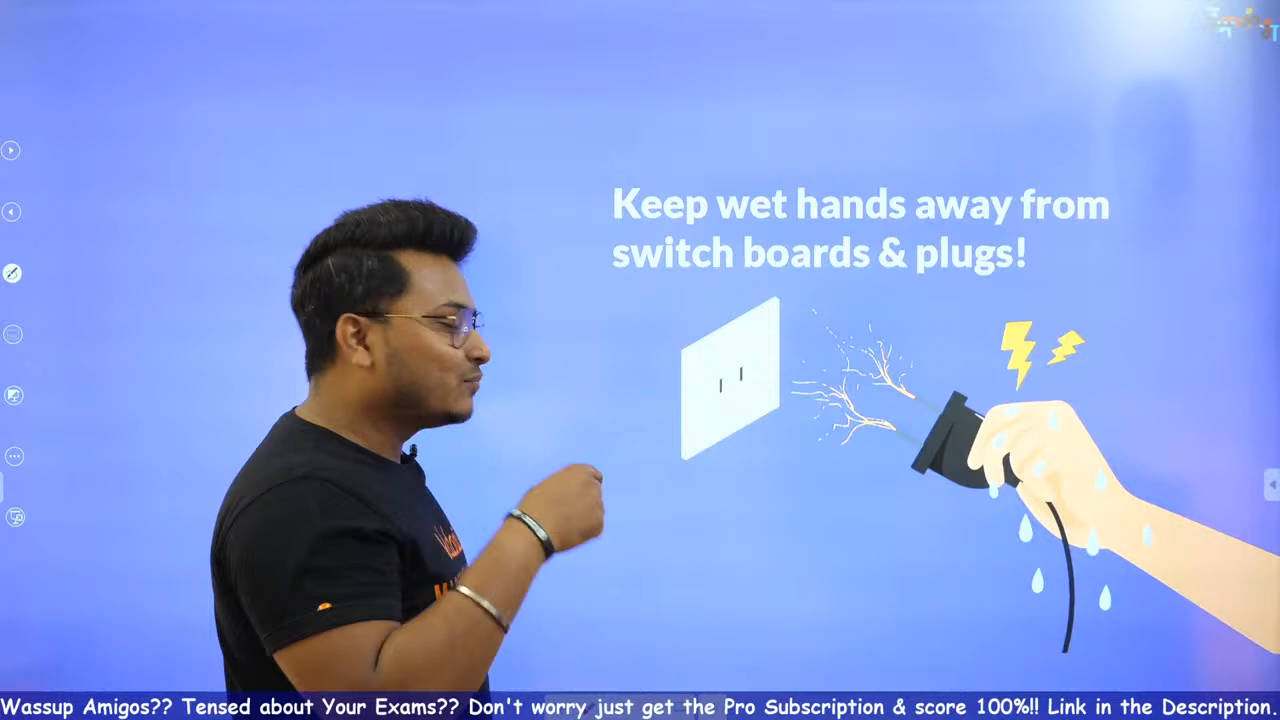 Keep wet hands away from
switch boards & plugs!
Wassup Amigos?? Tensed about Your Exams?? Don't worry just get the Pro Subscription & score 100%!! Link in the Description.